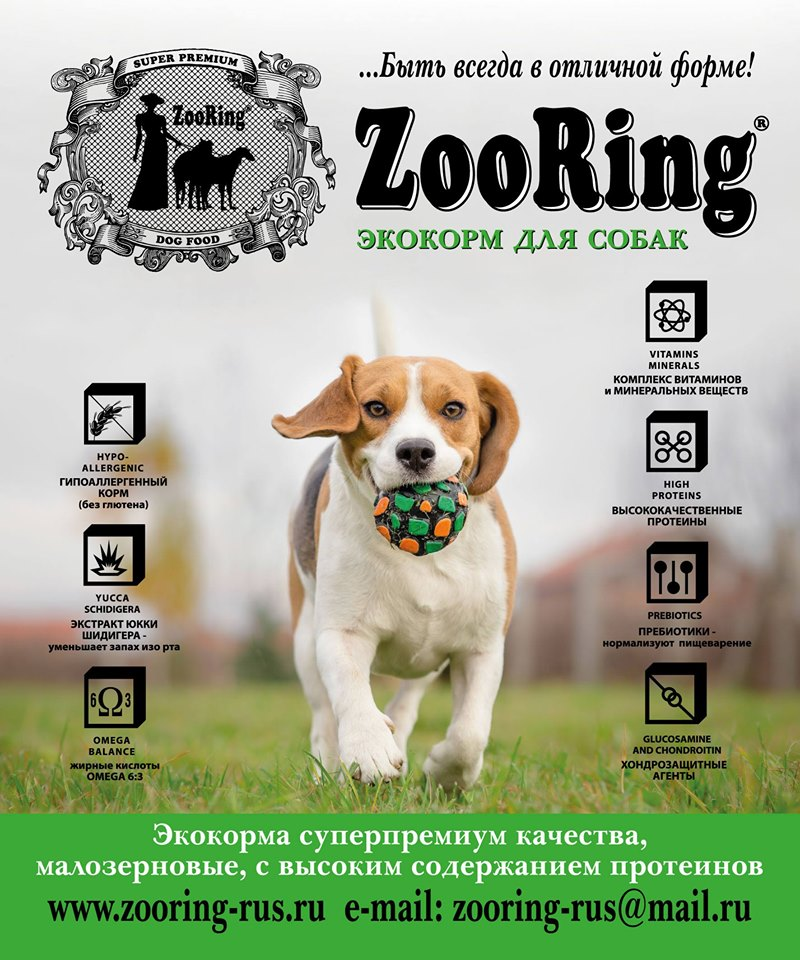 SUPER PREMIUM
ZooRing
DOG FOOD
...Быть всегда в отличной форме!
ZooRing®
ЭКОКОРМ ДЛЯ СОБАК
HYPO-
ALLERGENIC
ГИПОАЛЛЕРГЕННЫЙ
КОРМ
(без глютена)
YUCCA
SCHIDIGERA
ЭКСТРАКТ ЮККИ
ШИДИГЕРА -
уменьшает запах изо рта
6Ω3
OMEGA
BALANCE
жирные кислоты
OMEGA 6:3
VITAMINS
MINERALS
КОМПЛЕКС ВИТАМИНОВ
и МИНЕРАЛЬНЫХ ВЕЩЕСТВ
HIGH
PROTEINS
ВЫСОКОКАЧЕСТВЕННЫЕ
ПРОТЕИНЫ
PREBIOTICS
ПРЕБИОТИКИ -
нормализуют пищеварение
GLUCOSAMINE
AND CHONDROITIN
ХОНДРОЗАЩИТНЫЕ
АГЕНТЫ
Экокорма суперпремиум качества,
малозерновые, с высоким содержанием протеинов
www.zooring-rus.ru e-mail: zooring-rus@mail.ru